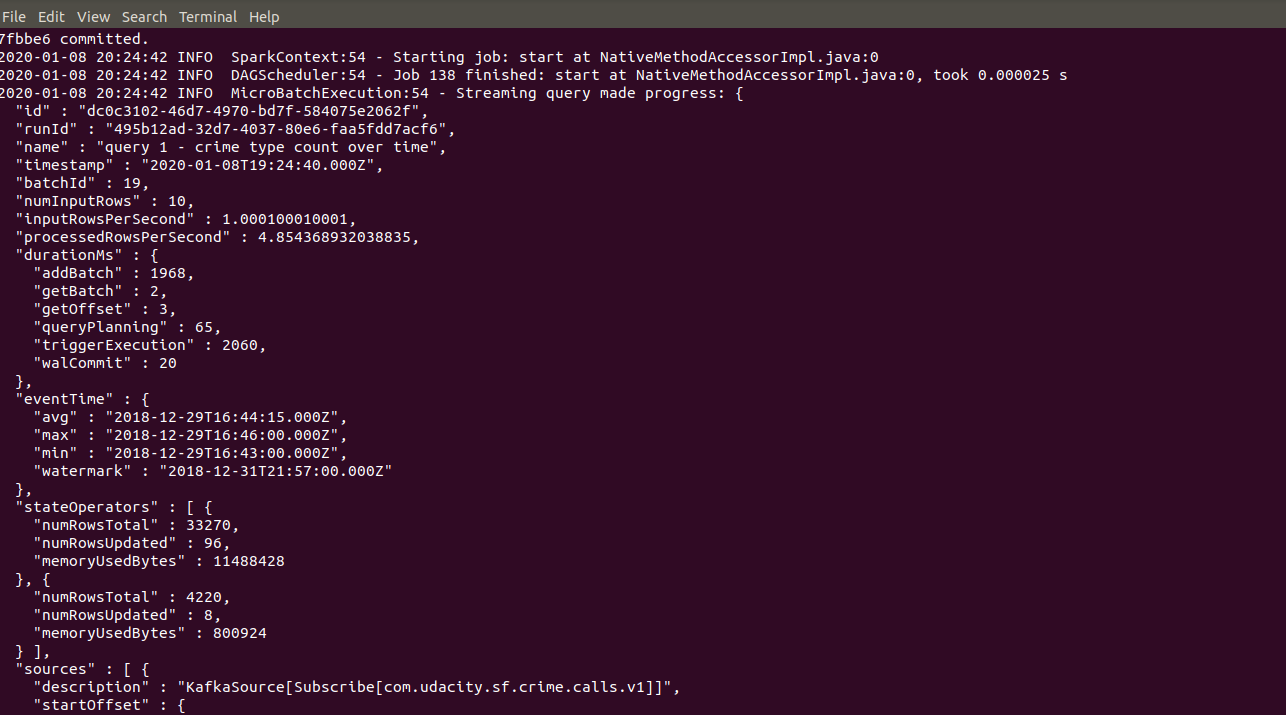 File Edit View Search Terminal Help
7fbbe6 committed.
2020-01-08 20:24:42 INFO  SparkContext:54 - Starting job: start at NativeMethodAccessorImpl.java:0
2020-01-08 20:24:42 INFO  DAGScheduler:54 - Job 138 finished: start at NativeMethodAccessorImpl.java:0, took 0.000025 s
2020-01-08 20:24:42 INFO  MicroBatchExecution:54 - Streaming query made progress: {
  "id" : "dc0c3102-46d7-4970-bd7f-584075e2062f",
  "runId" : "495b12ad-32d7-4037-80e6-faa5fdd7acf6",
  "name" : "query 1 - crime type count over time",
  "timestamp" : "2020-01-08T19:24:40.000Z",
  "batchId" : 19,
  "numInputRows" : 10,
  "inputRowsPerSecond" : 1.000100010001,
  "processedRowsPerSecond" : 4.854368932038835,
  "durationMs" : {
    "addBatch" : 1968,
    "getBatch" : 2,
    "getOffset" : 3,
    "queryPlanning" : 65,
    "triggerExecution" : 2060,
    "walCommit" : 20
  },
  "eventTime" : {
    "avg" : "2018-12-29T16:44:15.000Z",
    "max" : "2018-12-29T16:46:00.000Z",
    "min" : "2018-12-29T16:43:00.000Z",
    "watermark" : "2018-12-31T21:57:00.000Z"
  },
  "stateOperators" : [ {
    "numRowsTotal" : 33270,
    "numRowsUpdated" : 96,
    "memoryUsedBytes" : 11488428
  }, {
    "numRowsTotal" : 4220,
    "numRowsUpdated" : 8,
    "memoryUsedBytes" : 800924
  } ],
  "sources" : [ {
    "description" : "KafkaSource[Subscribe[com.udacity.sf.crime.calls.v1]]",
    "startOffset" : {